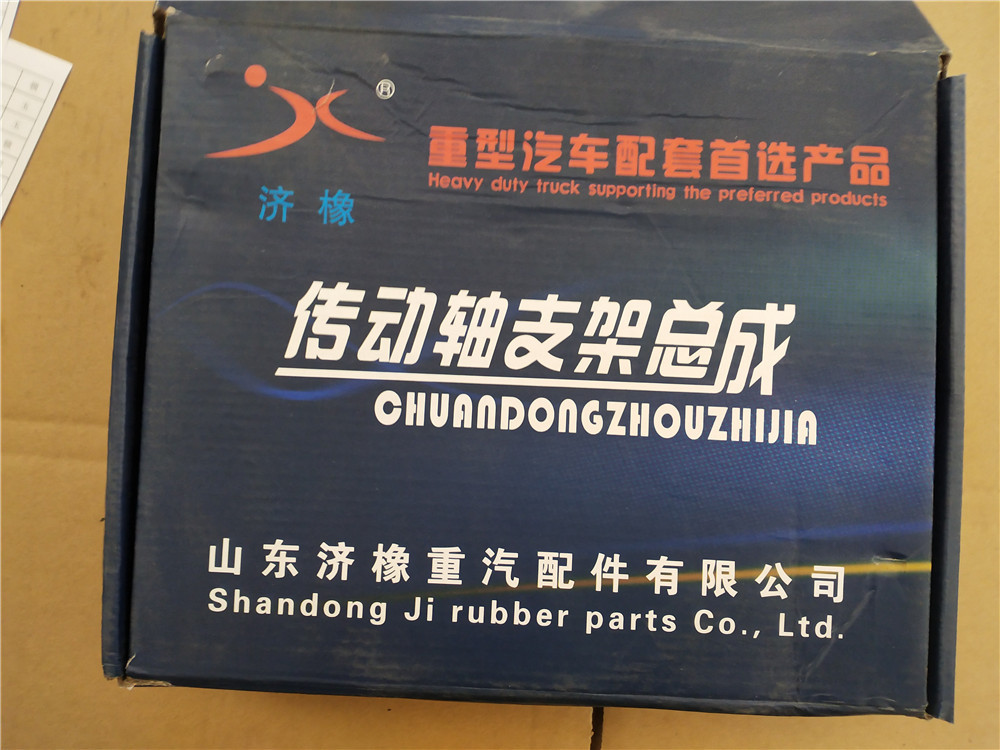 ®
重型汽车配套首选产品
Heavy duty truck supporting the preferred products
济橡
传动轴支架总成
CHUANDONGZHOUZHIJIA
山东济橡重汽配件有限公司
Shandong Ji rubber parts Co., Ltd.